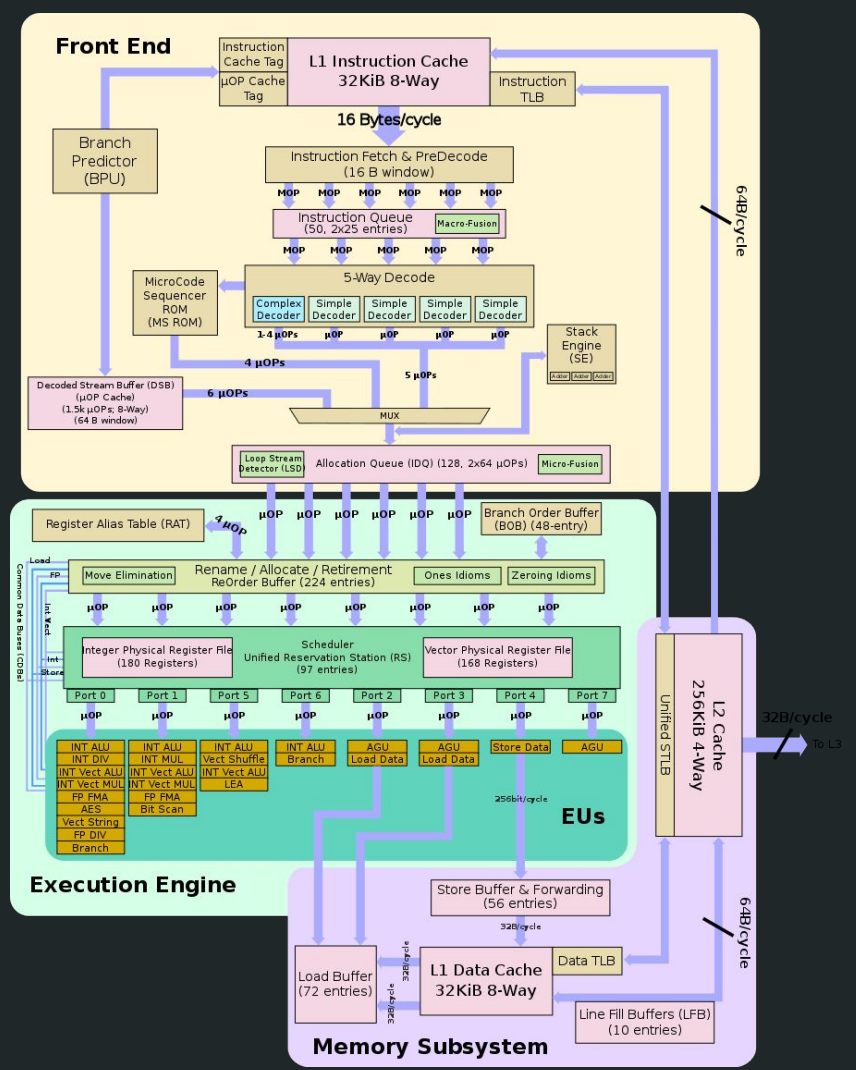 Front End
Instruction
Cache Tag
µOP Cache
Tag
L1 Instruction Cache
32KiB 8-Way
Instruction
TLB
16 Bytes/cycle
Branch
Predictor
(BPU)
Instruction Fetch & PreDecode
(16 B window)
MOP MOP MOP MOP MOP MOP
Instruction Queue
(50, 2x25 entries)
Macro-Fusion
MOP MOP MOP MOP MOP
64B/cycle
MicroCode
Sequencer
ROM
(MS ROM)
5-Way Decode
Complex
Decoder
Simple
Decoder
Simple
Decoder
Simple
Decoder
Simple
Decoder
1-4 µOPs µOP µOP µOP µOP
Stack
Engine
(SE)
Adder Adder Adder
4 µOPs
5 µOPs
Decoded Stream Buffer (DSB)
(µOP Cache)
(1.5k µOPs; 8-Way)
(64 B window)
6 µOPs
MUX
Loop Stream
Detector (LSD)
Allocation Queue (IDQ) (128, 2x64 µOPs)
Micro-Fusion
Register Alias Table (RAT)
4 µOP
µOP µOP µOP µOP µOP µOP
Branch Order Buffer
(BOB) (48-entry)
Load
FP
Common Data Buses (CDBs)
Int Vect
Int
Store
Move Elimination
Rename / Allocate / Retirement
ReOrder Buffer (224 entries)
Ones Idioms
Zeroing Idioms
µOP µOP µOP µOP µOP µOP µOP µOP
Integer Physical Register File
(180 Registers)
Scheduler
Unified Reservation Station (RS)
(97 entries)
Vector Physical Register File
(168 Registers)
Port 0 Port 1 Port 5 Port 6 Port 2 Port 3 Port 4 Port 7
µOP µOP µOP µOP µOP µOP µOP µOP
INT ALU
INT DIV
INT Vect ALU
INT Vect MUL
FP FMA
AES
Vect String
FP DIV
Branch
INT ALU
INT MUL
INT Vect ALU
INT Vect MUL
FP FMA
Bit Scan
INT ALU
Vect Shuffle
INT Vect ALU
LEA
INT ALU
Branch
AGU
Load Data
AGU
Load Data
Store Data
AGU
256bit/cycle
EUs
Execution Engine
Unified STLB
L2 Cache
256KiB 4-Way
32B/cycle
To L3
Store Buffer & Forwarding
(56 entries)
32B/cycle
64B/cycle
Load Buffer
(72 entries)
32B/cycle
32B/cycle
L1 Data Cache
32KiB 8-Way
Data TLB
Line Fill Buffers (LFB)
(10 entries)
Memory Subsystem